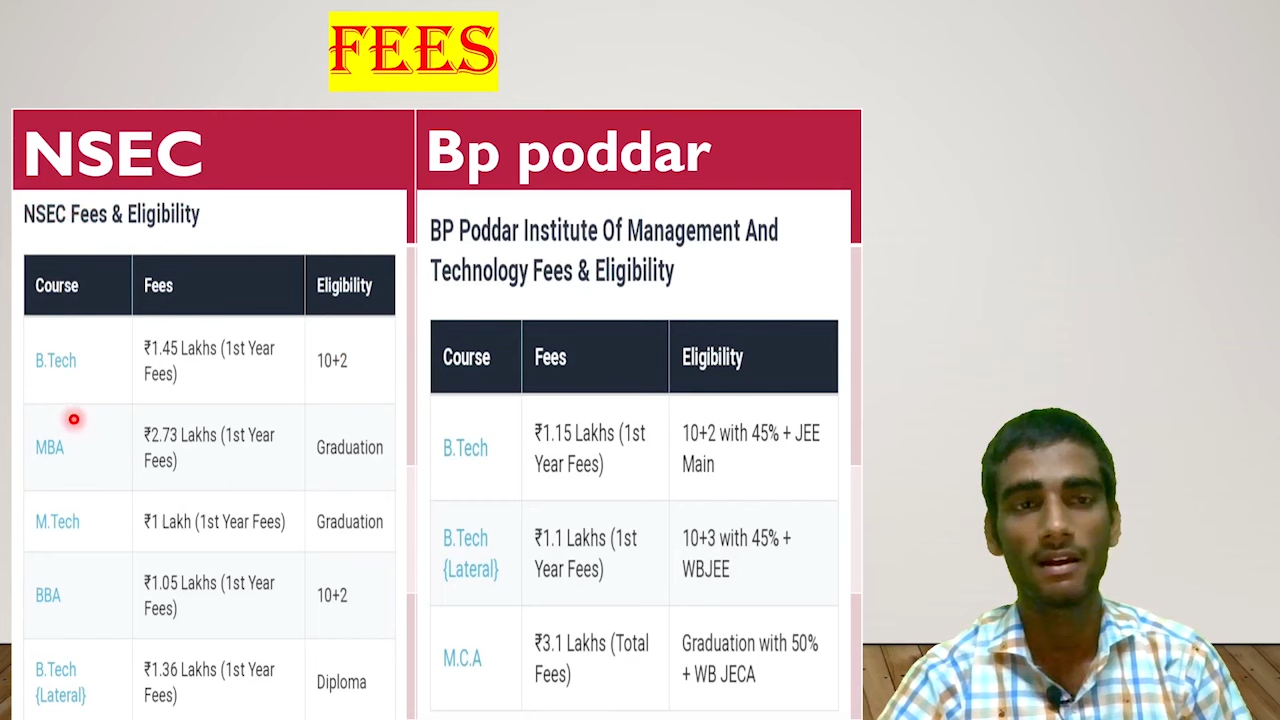 FEES
NSEC
NSEC Fees & Eligibility
Course Fees Eligibility
B.Tech ₹1.45 Lakhs (1st Year Fees) 10+2
MBA ₹2.73 Lakhs (1st Year Fees) Graduation
M.Tech ₹1 Lakh (1st Year Fees) Graduation
BBA ₹1.05 Lakhs (1st Year Fees) 10+2
B.Tech {Lateral} ₹1.36 Lakhs (1st Year Fees) Diploma
Bp poddar
BP Poddar Institute Of Management And
Technology Fees & Eligibility
Course Fees Eligibility
B.Tech ₹1.15 Lakhs (1st Year Fees) 10+2 with 45% + JEE Main
B.Tech {Lateral} ₹1.1 Lakhs (1st Year Fees) 10+3 with 45% + WBJEE
M.C.A ₹3.1 Lakhs (Total Fees) Graduation with 50% + WB JECA